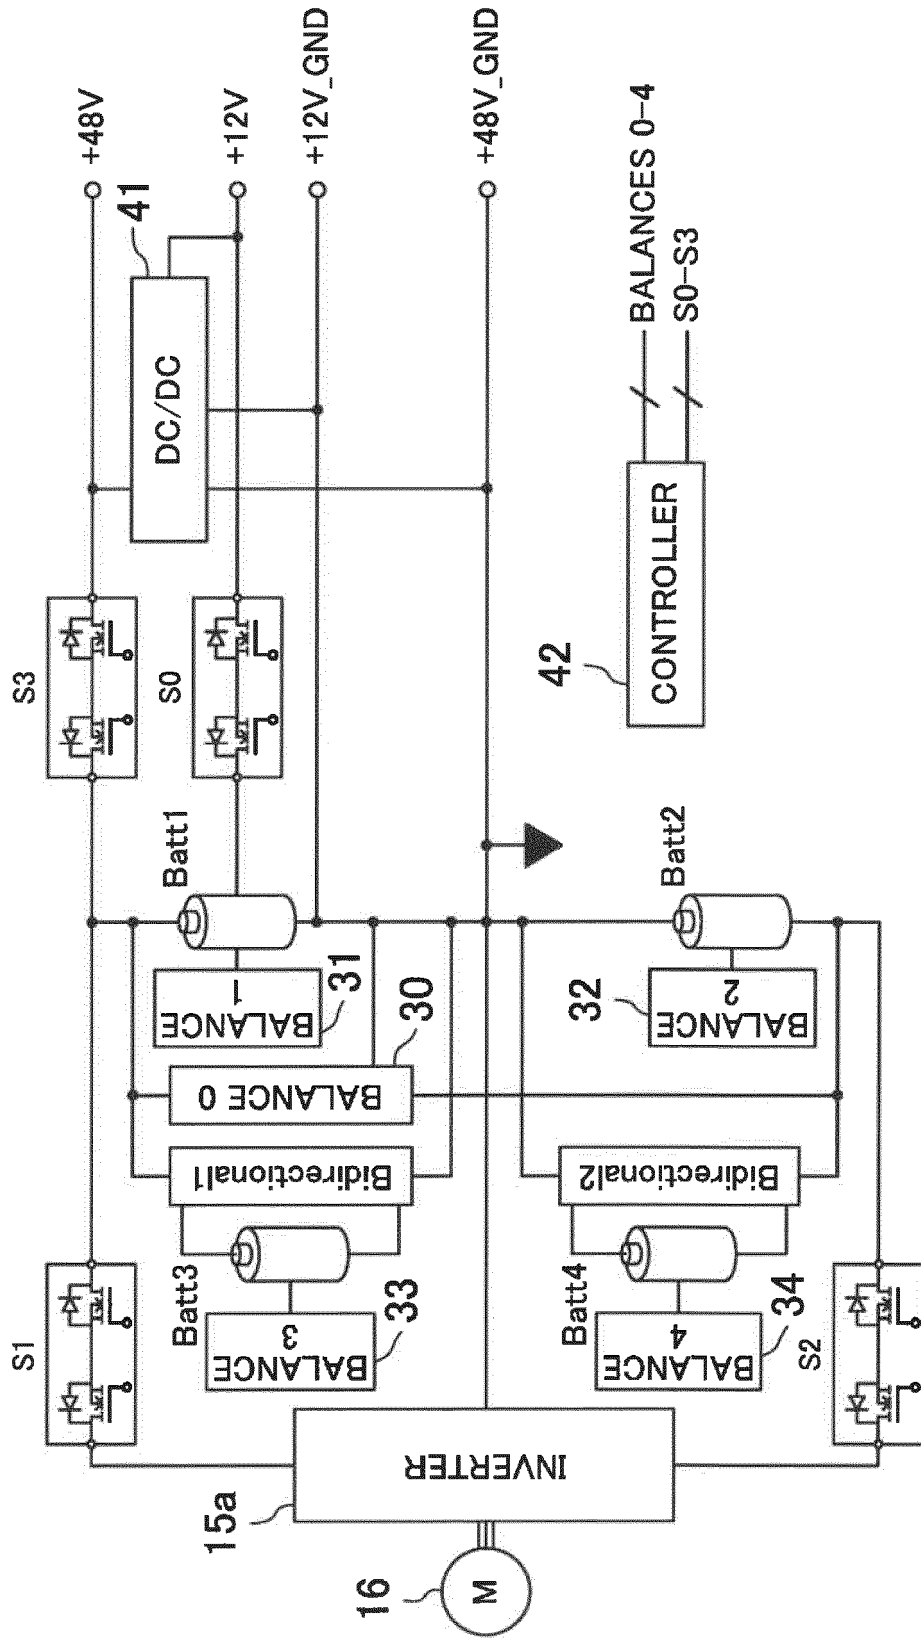 +48V
+12V
+12V_GND
+48V_GND
41
DC/DC
BALANCES 0-4
S0-S3
42
CONTROLLER
S3
S0
Batt1
Batt2
BALANCE
1
31
30
BALANCE 0
32
BALANCE
2
Bidirectional1
Bidirectional2
Batt3
BALANCE
3
33
Batt4
BALANCE
4
34
S1
S2
INVERTER
15a
16
M